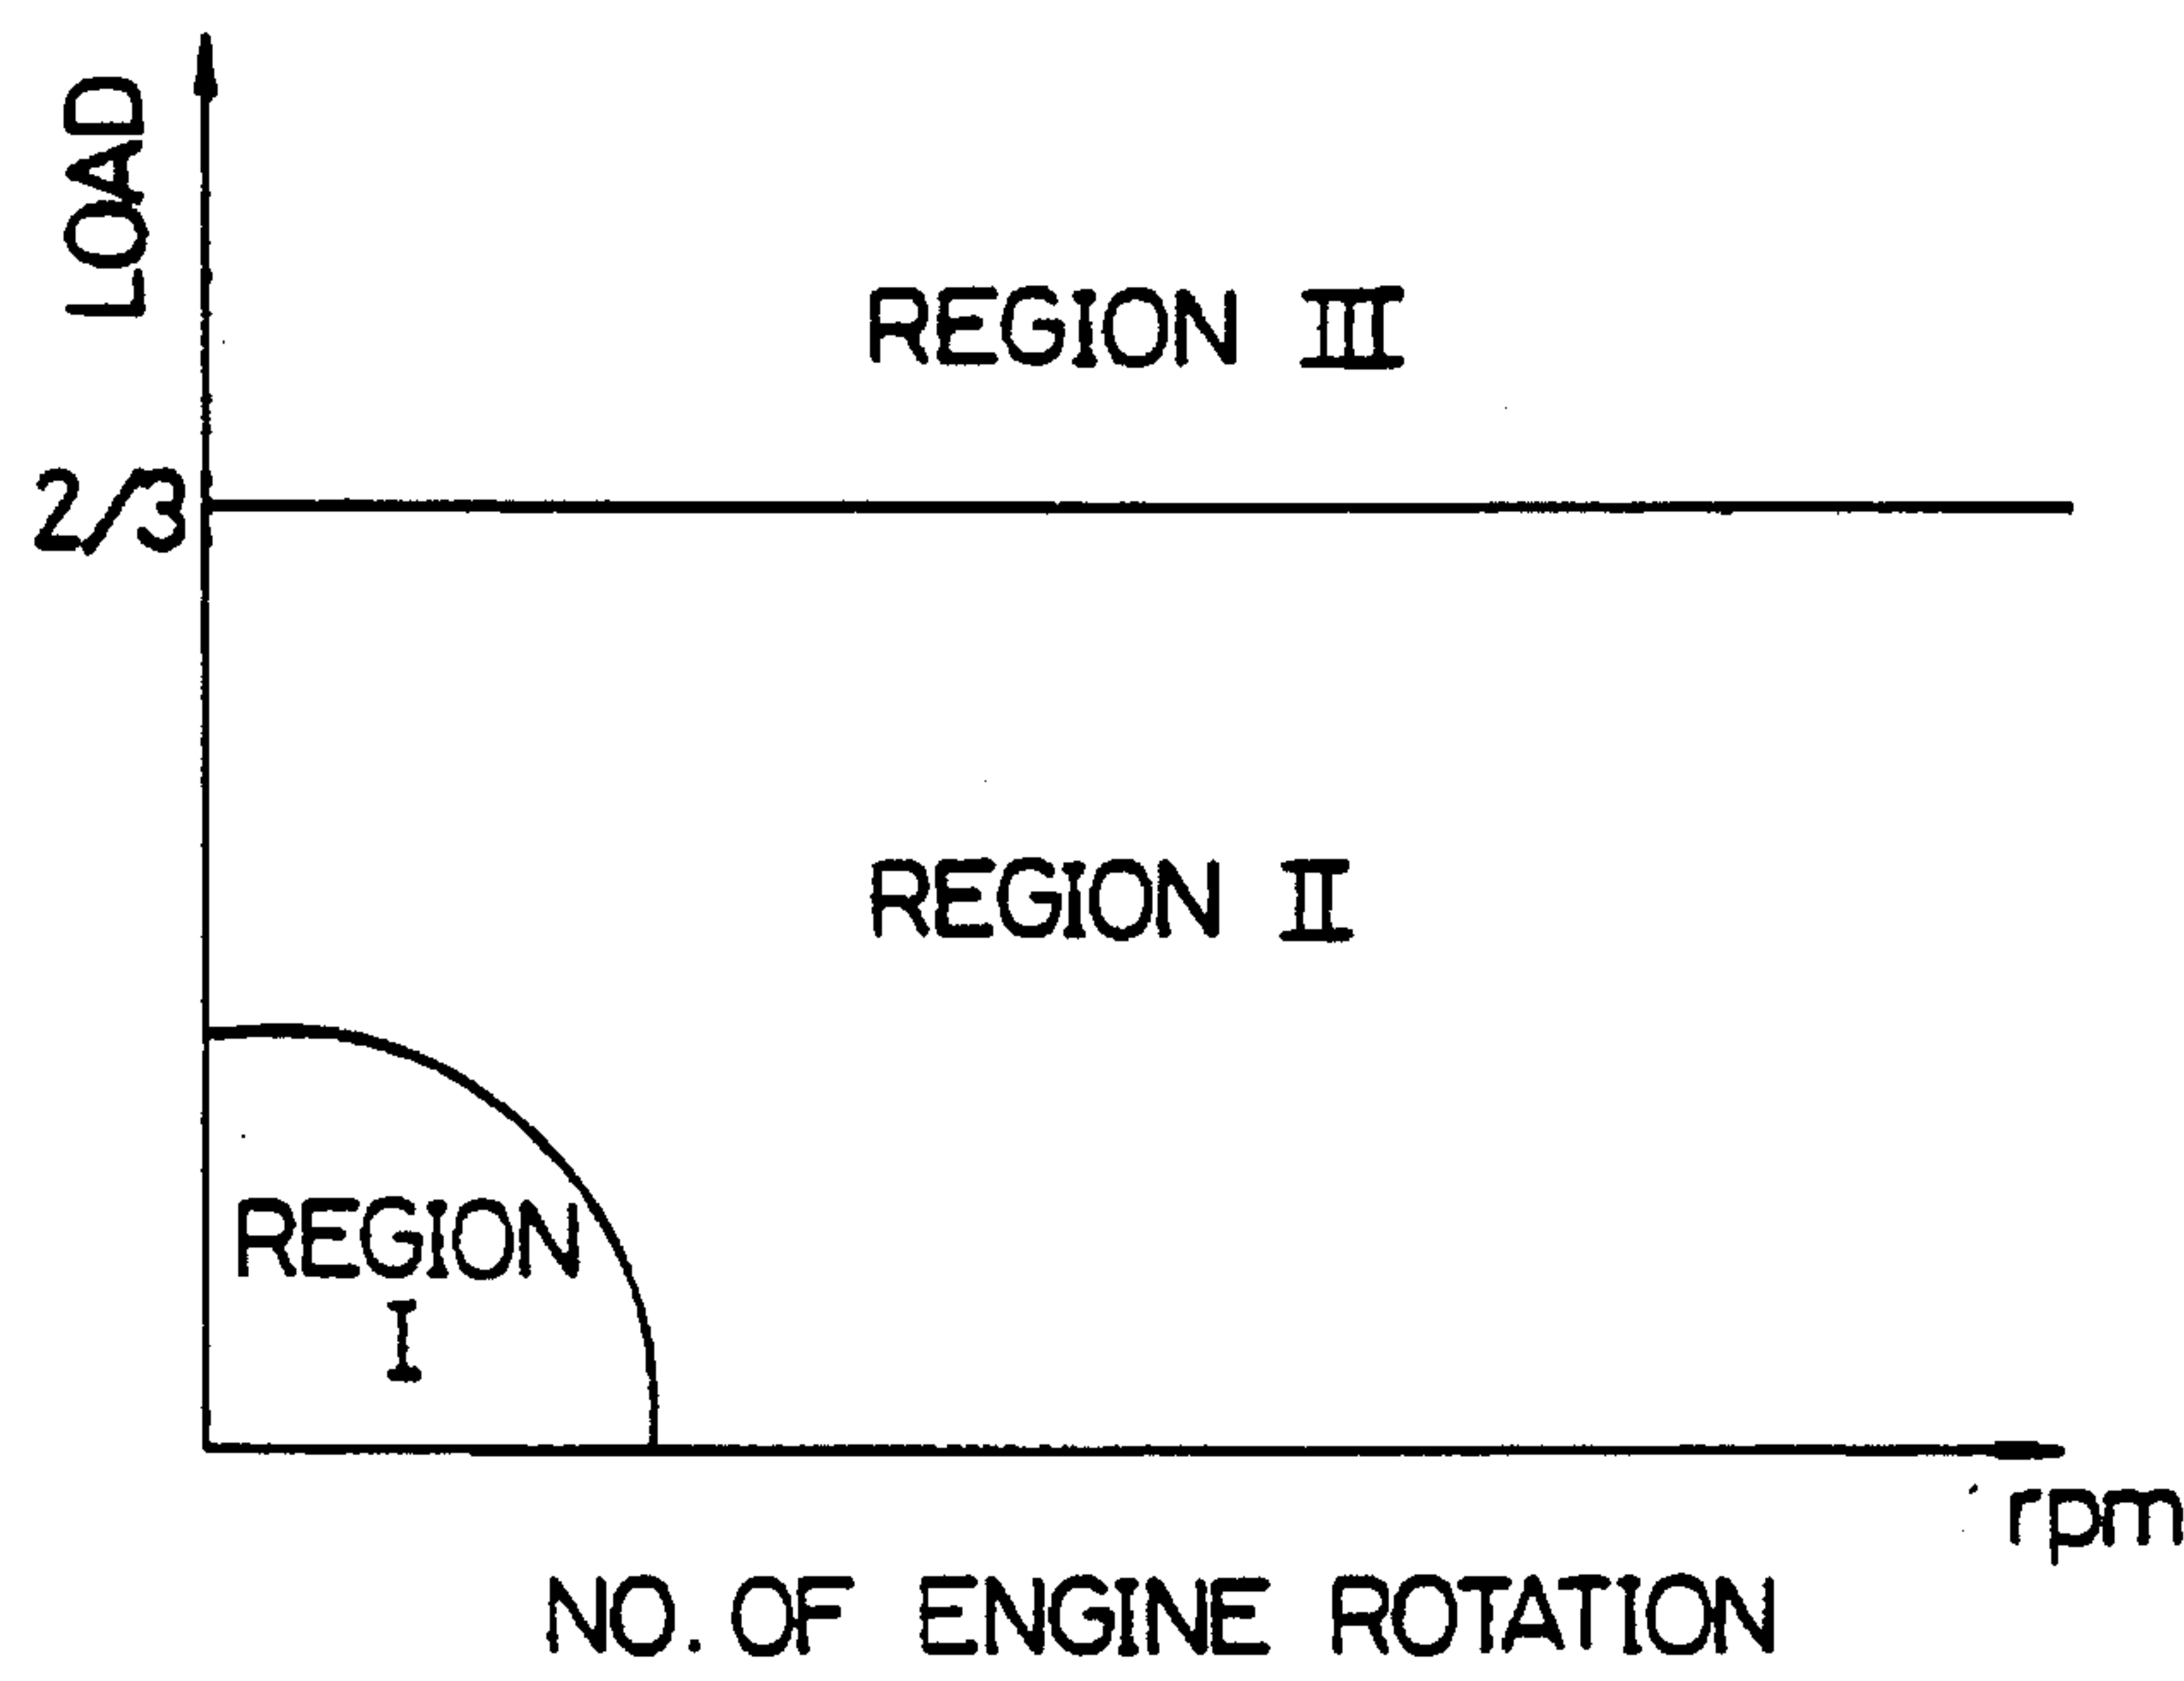 LOAD
REGION III
2/3
REGION II
REGION
I
rpm
NO. OF ENGINE ROTATION